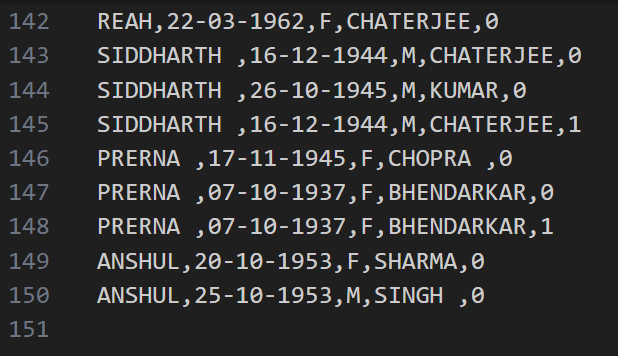 142 REAH,22-03-1962,F,CHATERJEE,0
143 SIDDHARTH ,16-12-1944,M,CHATERJEE,0
144 SIDDHARTH ,26-10-1945,M,KUMAR,0
145 SIDDHARTH ,16-12-1944,M,CHATERJEE,1
146 PRERNA ,17-11-1945,F,CHOPRA ,0
147 PRERNA ,07-10-1937,F,BHENDARKAR,0
148 PRERNA ,07-10-1937,F,BHENDARKAR,1
149 ANSHUL,20-10-1953,F,SHARMA,0
150 ANSHUL,25-10-1953,M,SINGH ,0
151